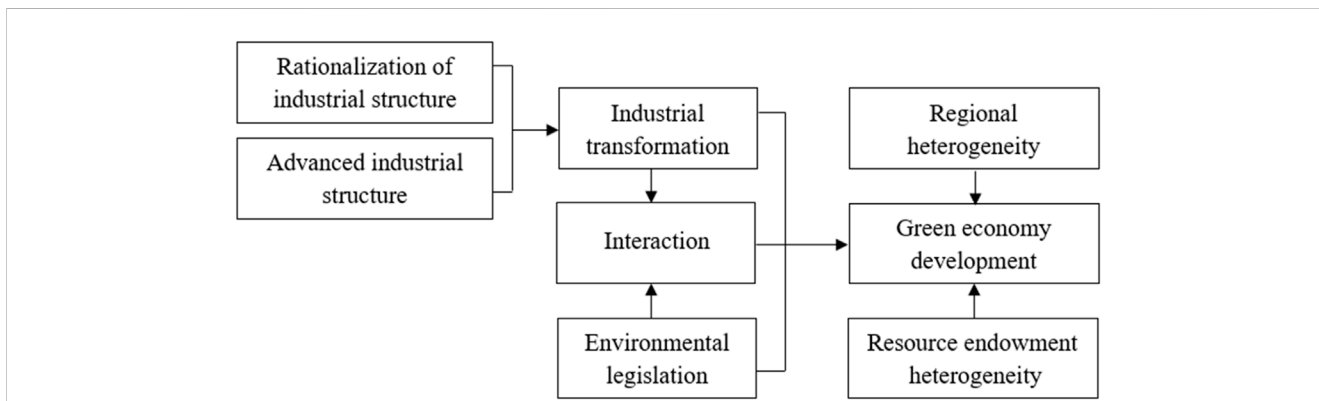 Rationalization of
industrial structure
Advanced industrial
structure
Industrial
transformation
Interaction
Environmental
legislation
Regional
heterogeneity
Green economy
development
Resource endowment
heterogeneity